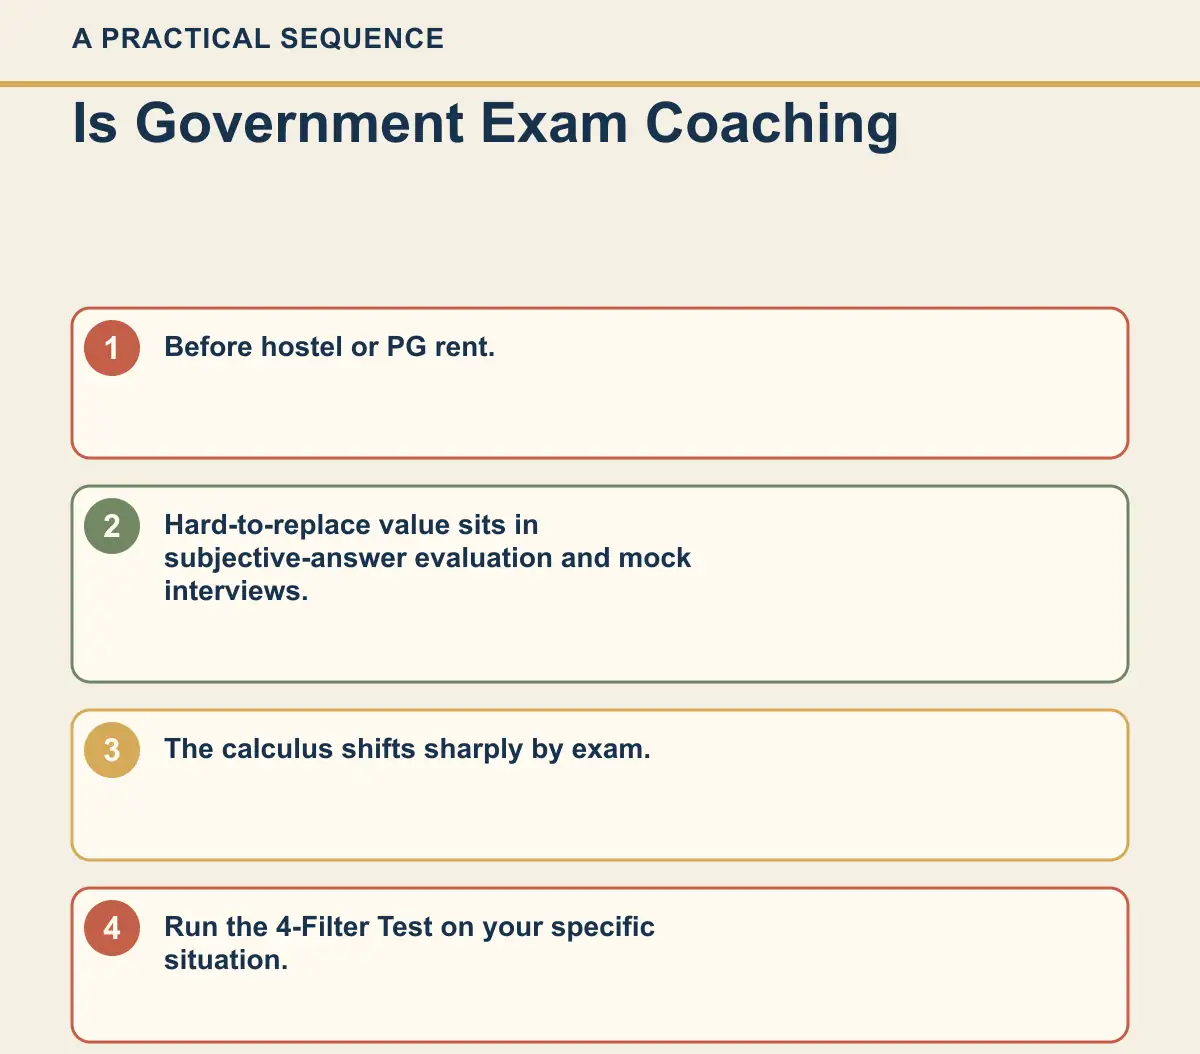 A PRACTICAL SEQUENCE
Is Government Exam Coaching
1
Before hostel or PG rent.
2
Hard-to-replace value sits in
subjective-answer evaluation and mock
interviews.
3
The calculus shifts sharply by exam.
4
Run the 4-Filter Test on your specific
situation.